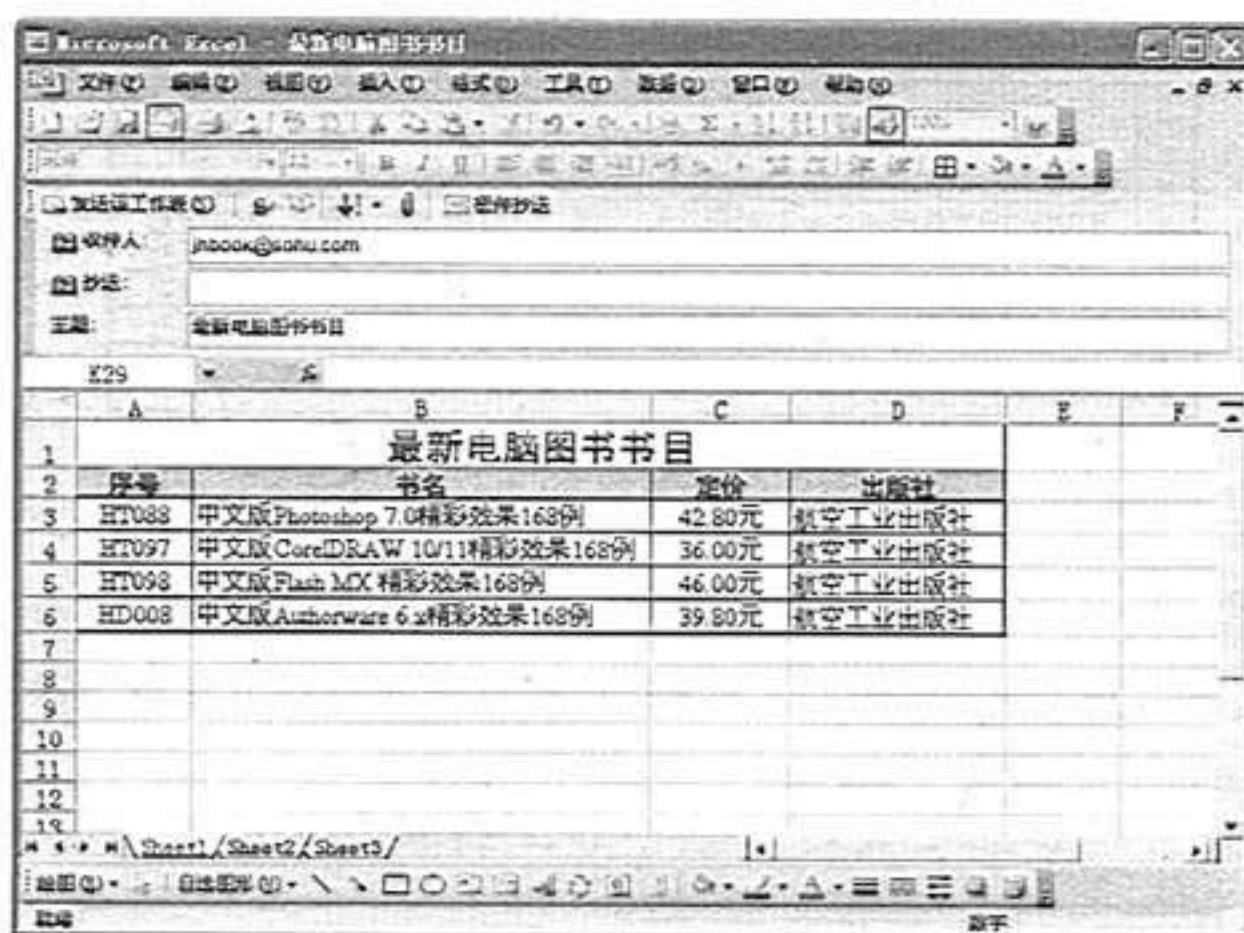 Microsoft Excel - 最新电脑图书书目
文件(F) 编辑(E) 视图(V) 插入(I) 格式(O) 工具(T) 数据(D) 窗口(W) 帮助(H)
100%
12 B I U
发送该工作表(S) 邮件抄送
收件人: jnbook@sohu.com
抄送:
主题: 最新电脑图书书目
K29
A B C D E F
1 最新电脑图书书目
2 序号 书名 定价 出版社
3 HT088 中文版Photoshop 7.0精彩效果168例 42.80元 航空工业出版社
4 HT097 中文版CorelDRAW 10/11精彩效果168例 36.00元 航空工业出版社
5 HT098 中文版Flash MX 精彩效果168例 46.00元 航空工业出版社
6 HD008 中文版Authorware 6.x精彩效果168例 39.80元 航空工业出版社
7
8
9
10
11
12
13
Sheet1 / Sheet2 / Sheet3 /
绘图(D) 自选图形(U)
就绪 数字